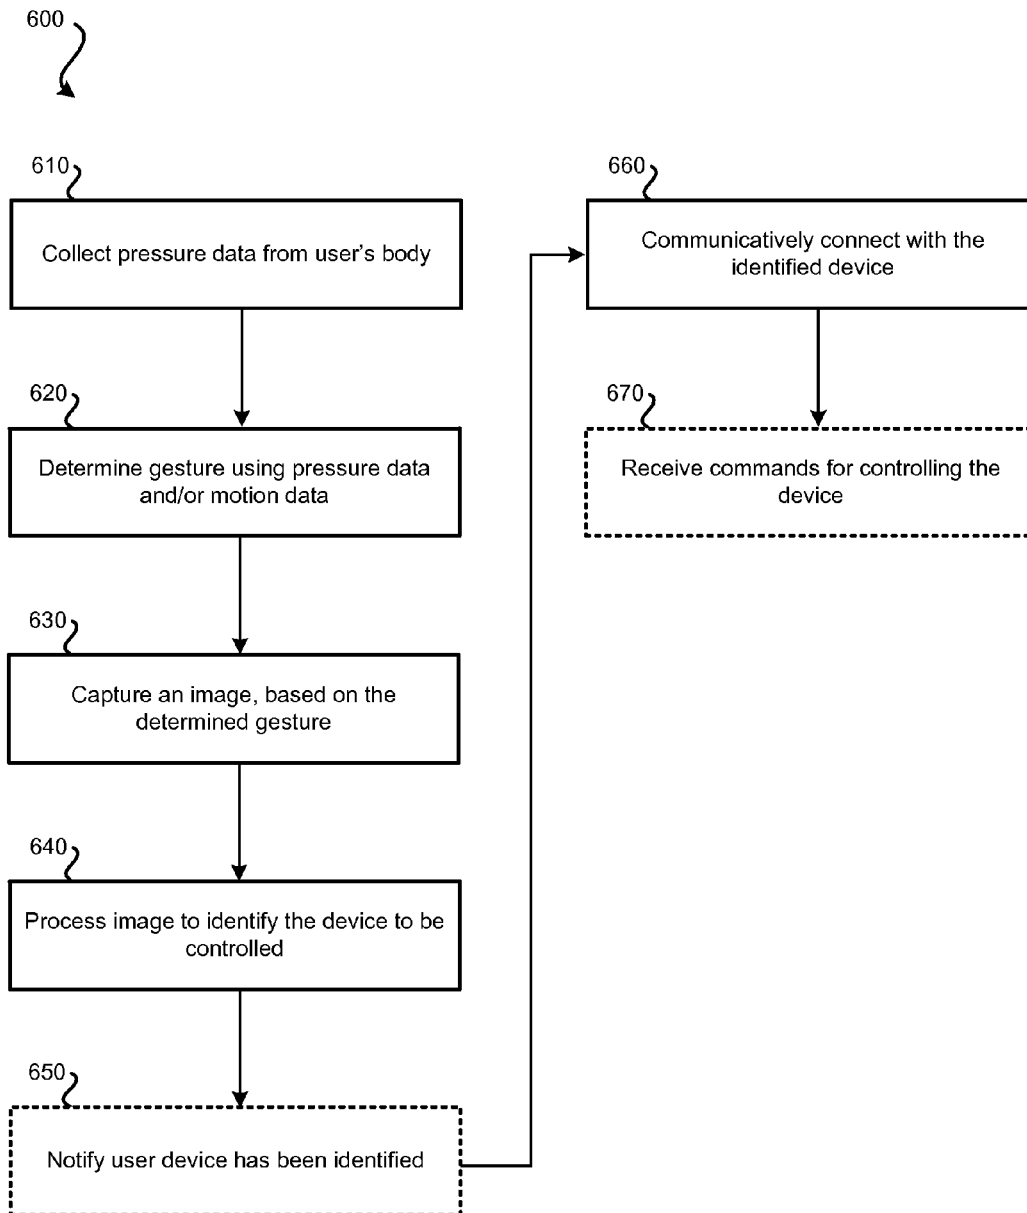 600
610
Collect pressure data from user's body
620
Determine gesture using pressure data
and/or motion data
630
Capture an image, based on the
determined gesture
640
Process image to identify the device to be
controlled
650
Notify user device has been identified
660
Communicatively connect with the
identified device
670
Receive commands for controlling the
device